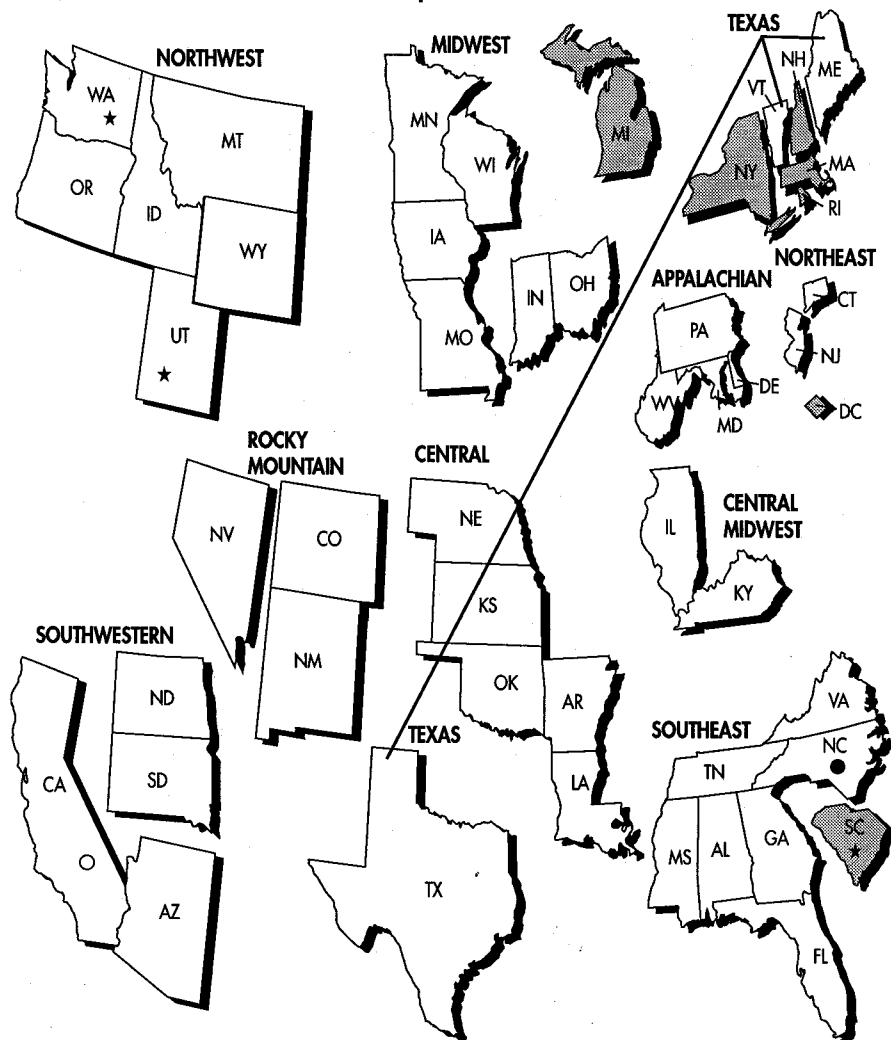 TEXAS
NORTHWEST
MIDWEST
NH
ME
VT
WA
MN
MT
MI
WI
MA
NY
OR
ID
RI
IA
WY
NORTHEAST
OH
APPALACHIAN
IN
CT
PA
UT
MO
NJ
DE
WV
MD
DC
ROCKY
MOUNTAIN
CENTRAL
NE
IL
CENTRAL
MIDWEST
NV
CO
KS
KY
SOUTHWESTERN
NM
OK
ND
AR
VA
TEXAS
SOUTHEAST
NC
TN
CA
SD
LA
SC
MS
AL
GA
AZ
TX
FL